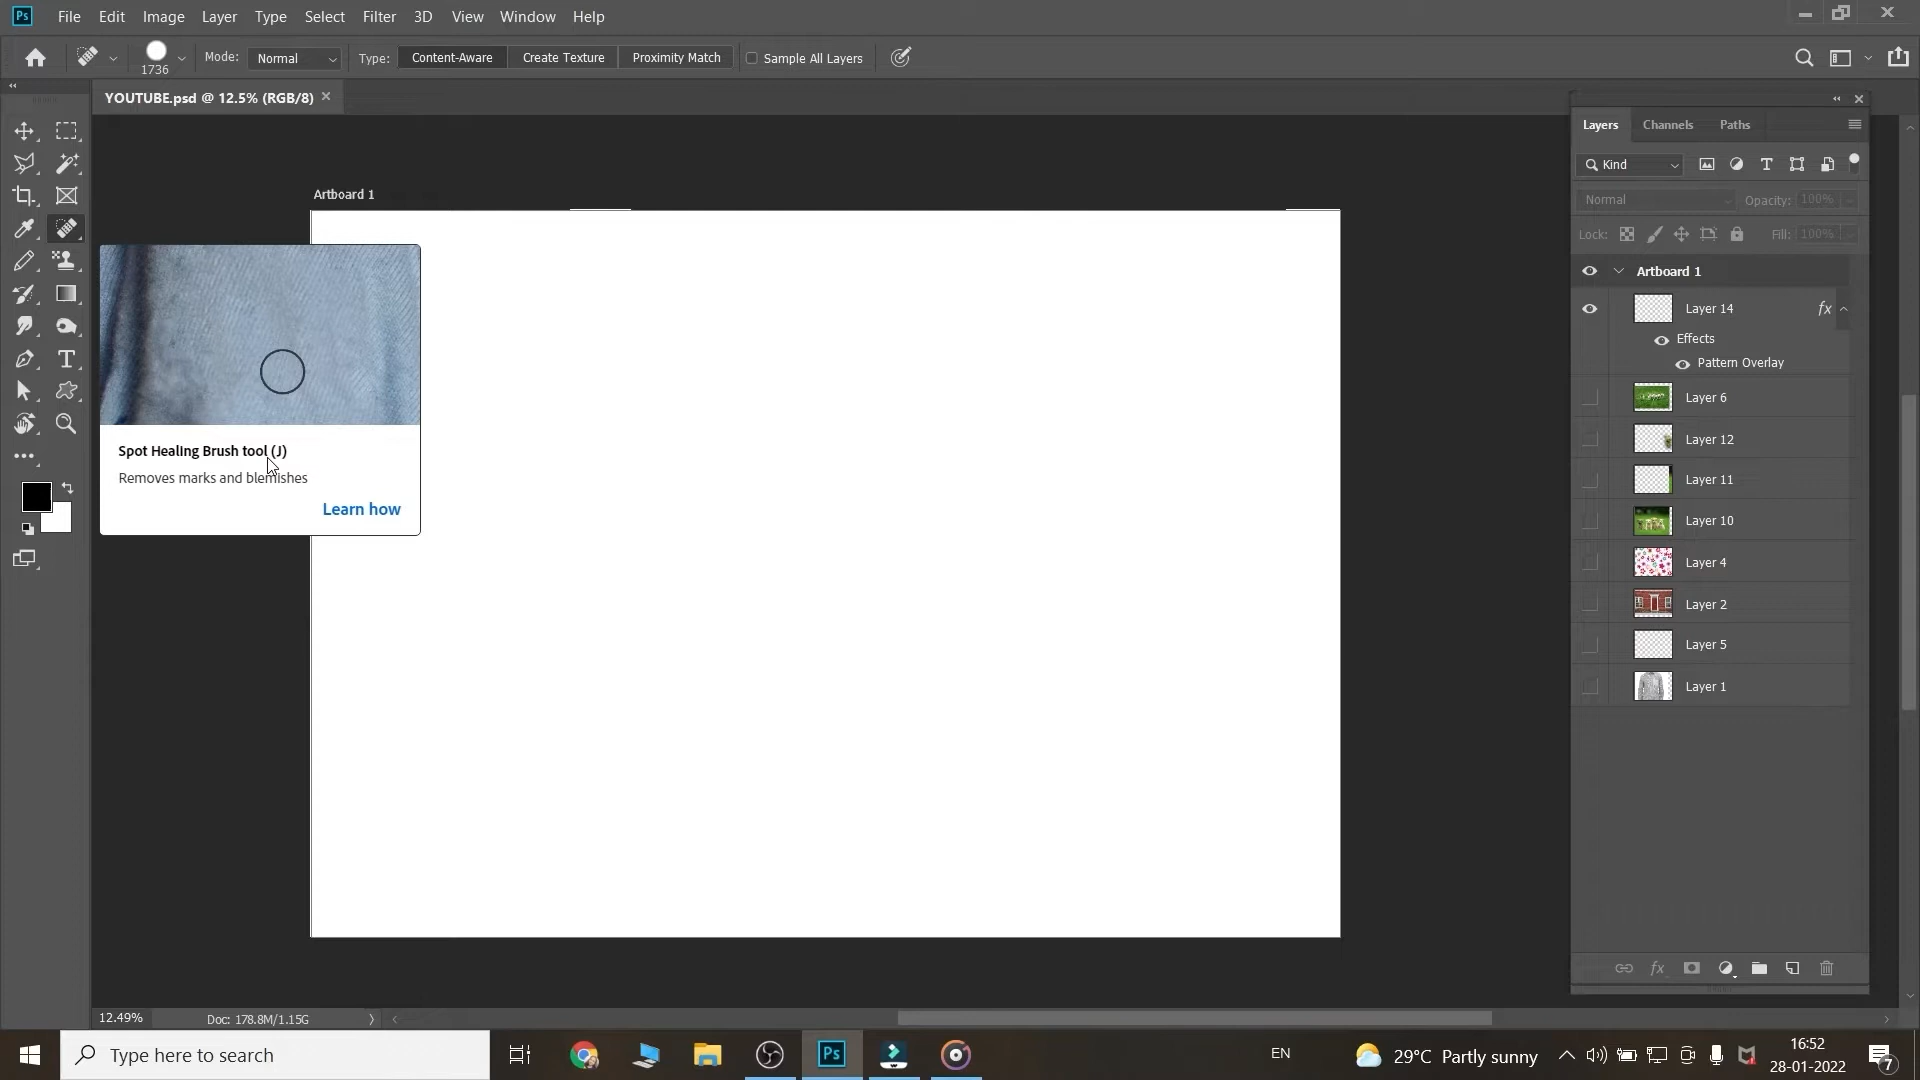 Ps File Edit Image Layer Type Select Filter 3D View Window Help
1736 Mode: Normal Type: Content-Aware Create Texture Proximity Match Sample All Layers
YOUTUBE.psd @ 12.5% (RGB/8)
Layers Channels Paths
Kind
Normal Opacity: 100%
Lock: Fill: 100%
Artboard 1
Artboard 1
Layer 14 fx
Effects
Pattern Overlay
Layer 6
Layer 12
Layer 11
Layer 10
Layer 4
Layer 2
Layer 5
Layer 1
Spot Healing Brush tool (J)
Removes marks and blemishes
Learn how
fx
12.49% Doc: 178.8M/1.15G
Type here to search
Ps
EN
29°C Partly sunny
16:52
28-01-2022
7